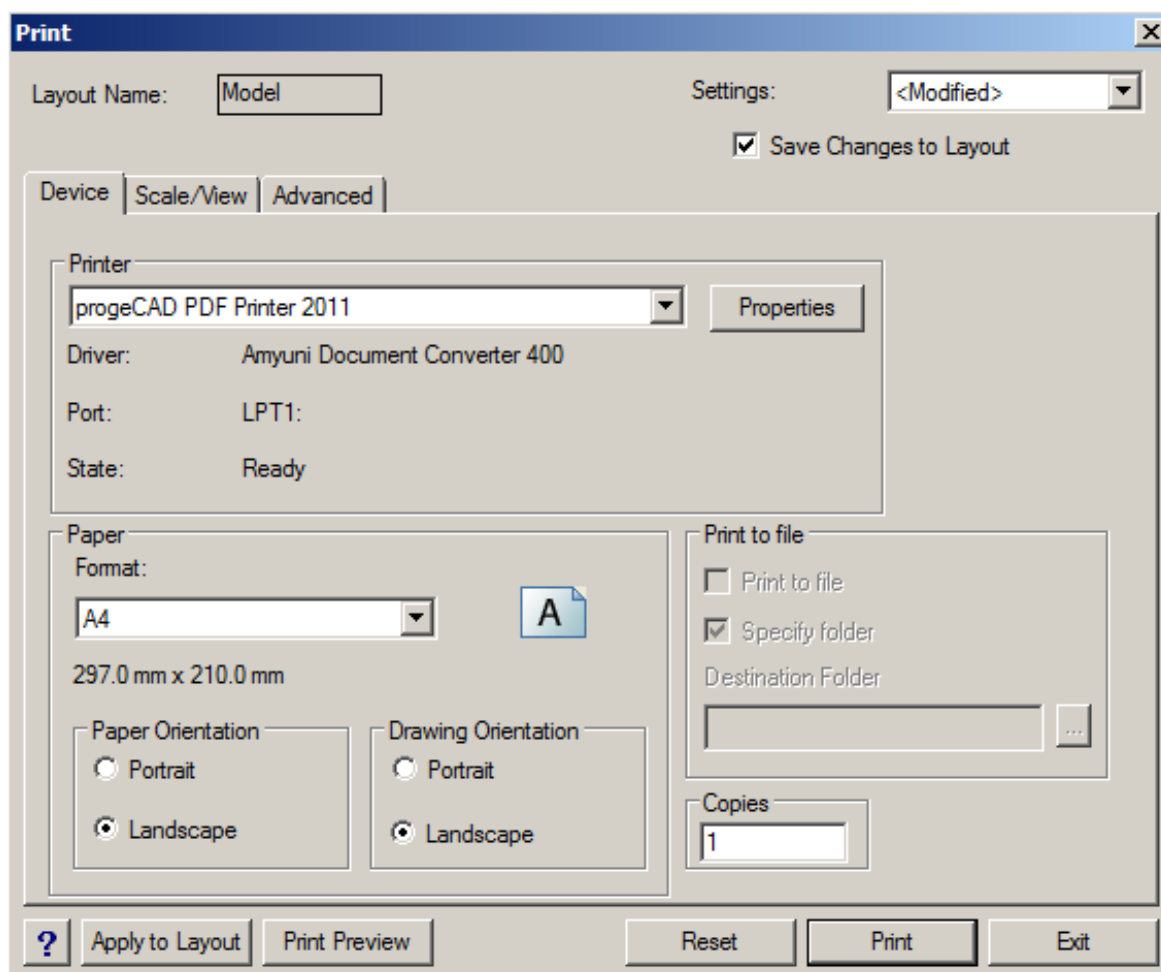 Print
Layout Name: Model Settings: <Modified>
Save Changes to Layout
Device Scale/View Advanced
Printer
progeCAD PDF Printer 2011 Properties
Driver: Amyuni Document Converter 400
Port: LPT1:
State: Ready
Paper
Format:
A4 A
297.0 mm x 210.0 mm
Paper Orientation
Portrait
Landscape
Drawing Orientation
Portrait
Landscape
Print to file
Print to file
Specify folder
Destination Folder
...
Copies
1
? Apply to Layout Print Preview Reset Print Exit